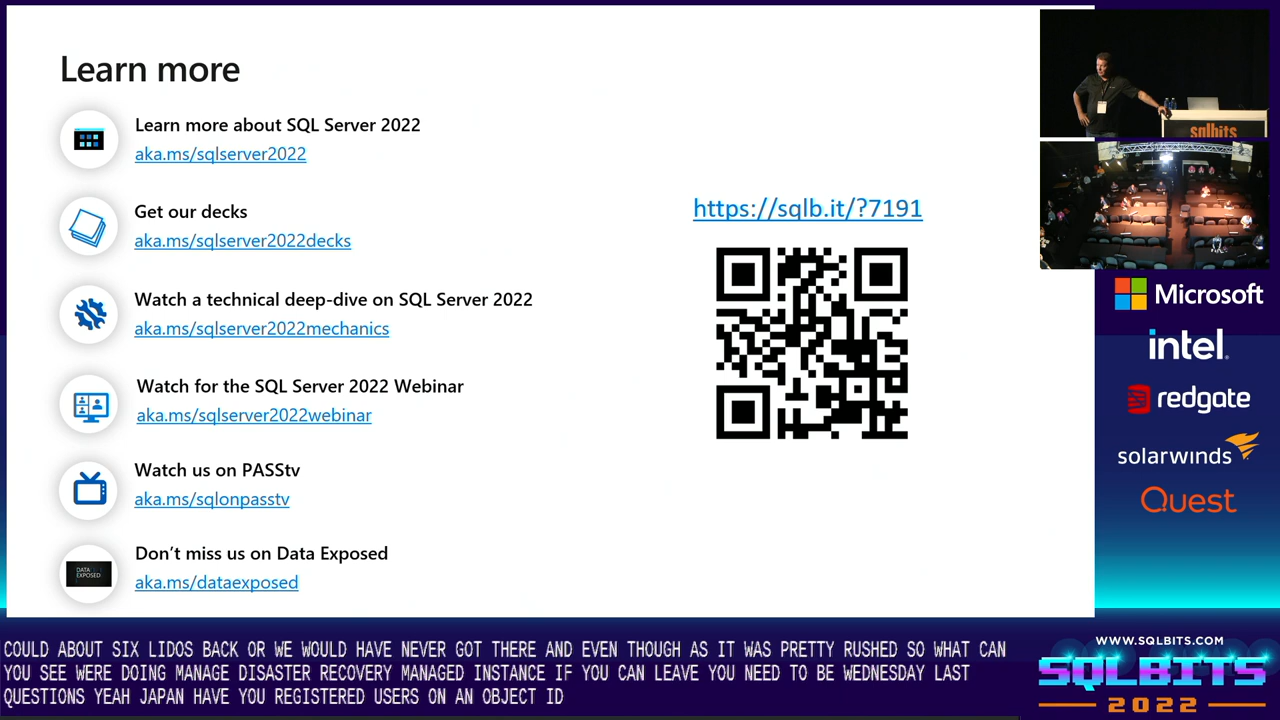 Learn more
Learn more about SQL Server 2022
aka.ms/sqlserver2022
Get our decks
aka.ms/sqlserver2022decks
Watch a technical deep-dive on SQL Server 2022
aka.ms/sqlserver2022mechanics
Watch for the SQL Server 2022 Webinar
aka.ms/sqlserver2022webinar
Watch us on PASStv
aka.ms/sqlonpasstv
DATA
EXPOSED
Don't miss us on Data Exposed
aka.ms/dataexposed
https://sqlb.it/?7191
sqlbits
Microsoft
intel.
redgate
solarwinds
Quest
COULD ABOUT SIX LIDOS BACK OR WE WOULD HAVE NEVER GOT THERE AND EVEN THOUGH AS IT WAS PRETTY RUSHED SO WHAT CAN
YOU SEE WERE DOING MANAGE DISASTER RECOVERY MANAGED INSTANCE IF YOU CAN LEAVE YOU NEED TO BE WEDNESDAY LAST
QUESTIONS YEAH JAPAN HAVE YOU REGISTERED USERS ON AN OBJECT ID
WWW.SQLBITS.COM
SQLBITS
2022